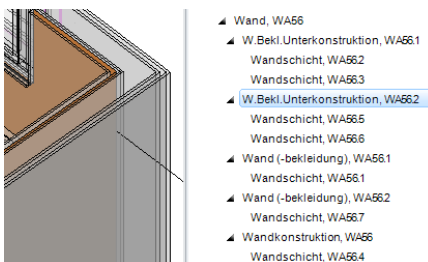 Wand, WA56
W.Bekl.Unterkonstruktion, WA56.1
Wandschicht, WA56.2
Wandschicht, WA56.3
W.Bekl.Unterkonstruktion, WA56.2
Wandschicht, WA56.5
Wandschicht, WA56.6
Wand (-bekleidung), WA56.1
Wandschicht, WA56.1
Wand (-bekleidung), WA56.2
Wandschicht, WA56.7
Wandkonstruktion, WA56
Wandschicht, WA56.4